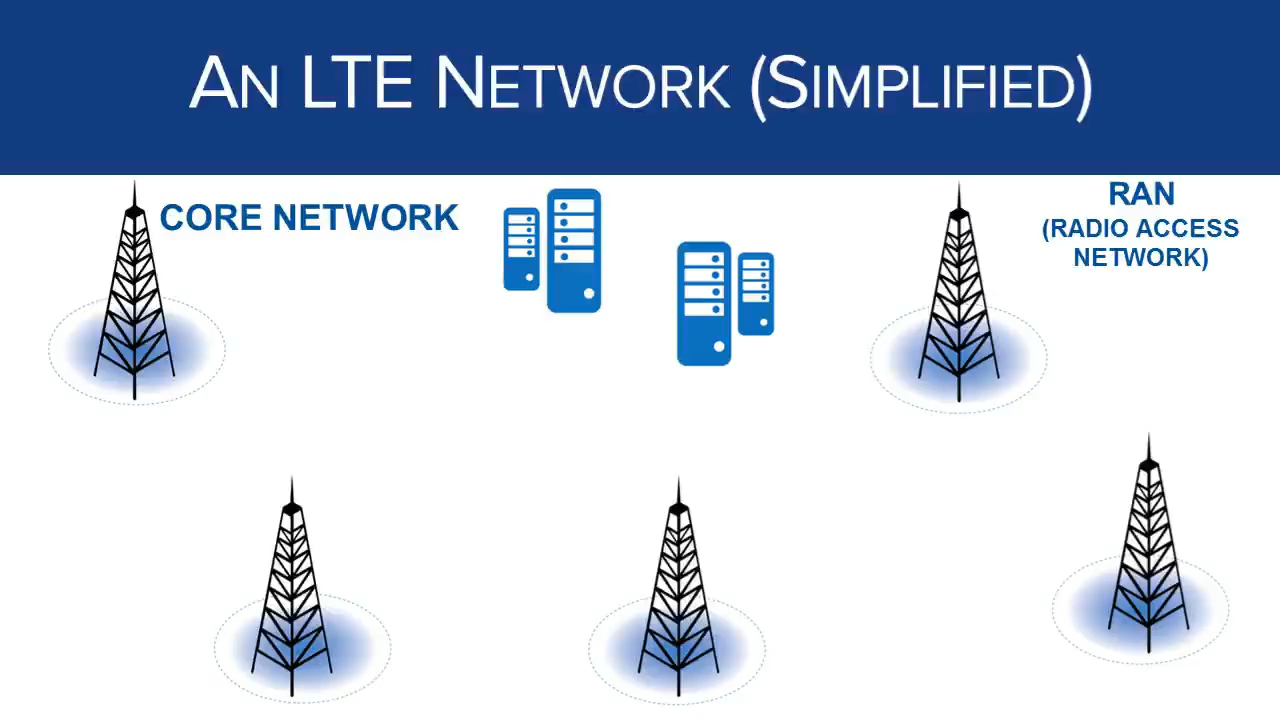 AN LTE NETWORK (SIMPLIFIED)
CORE NETWORK
RAN
(RADIO ACCESS
NETWORK)